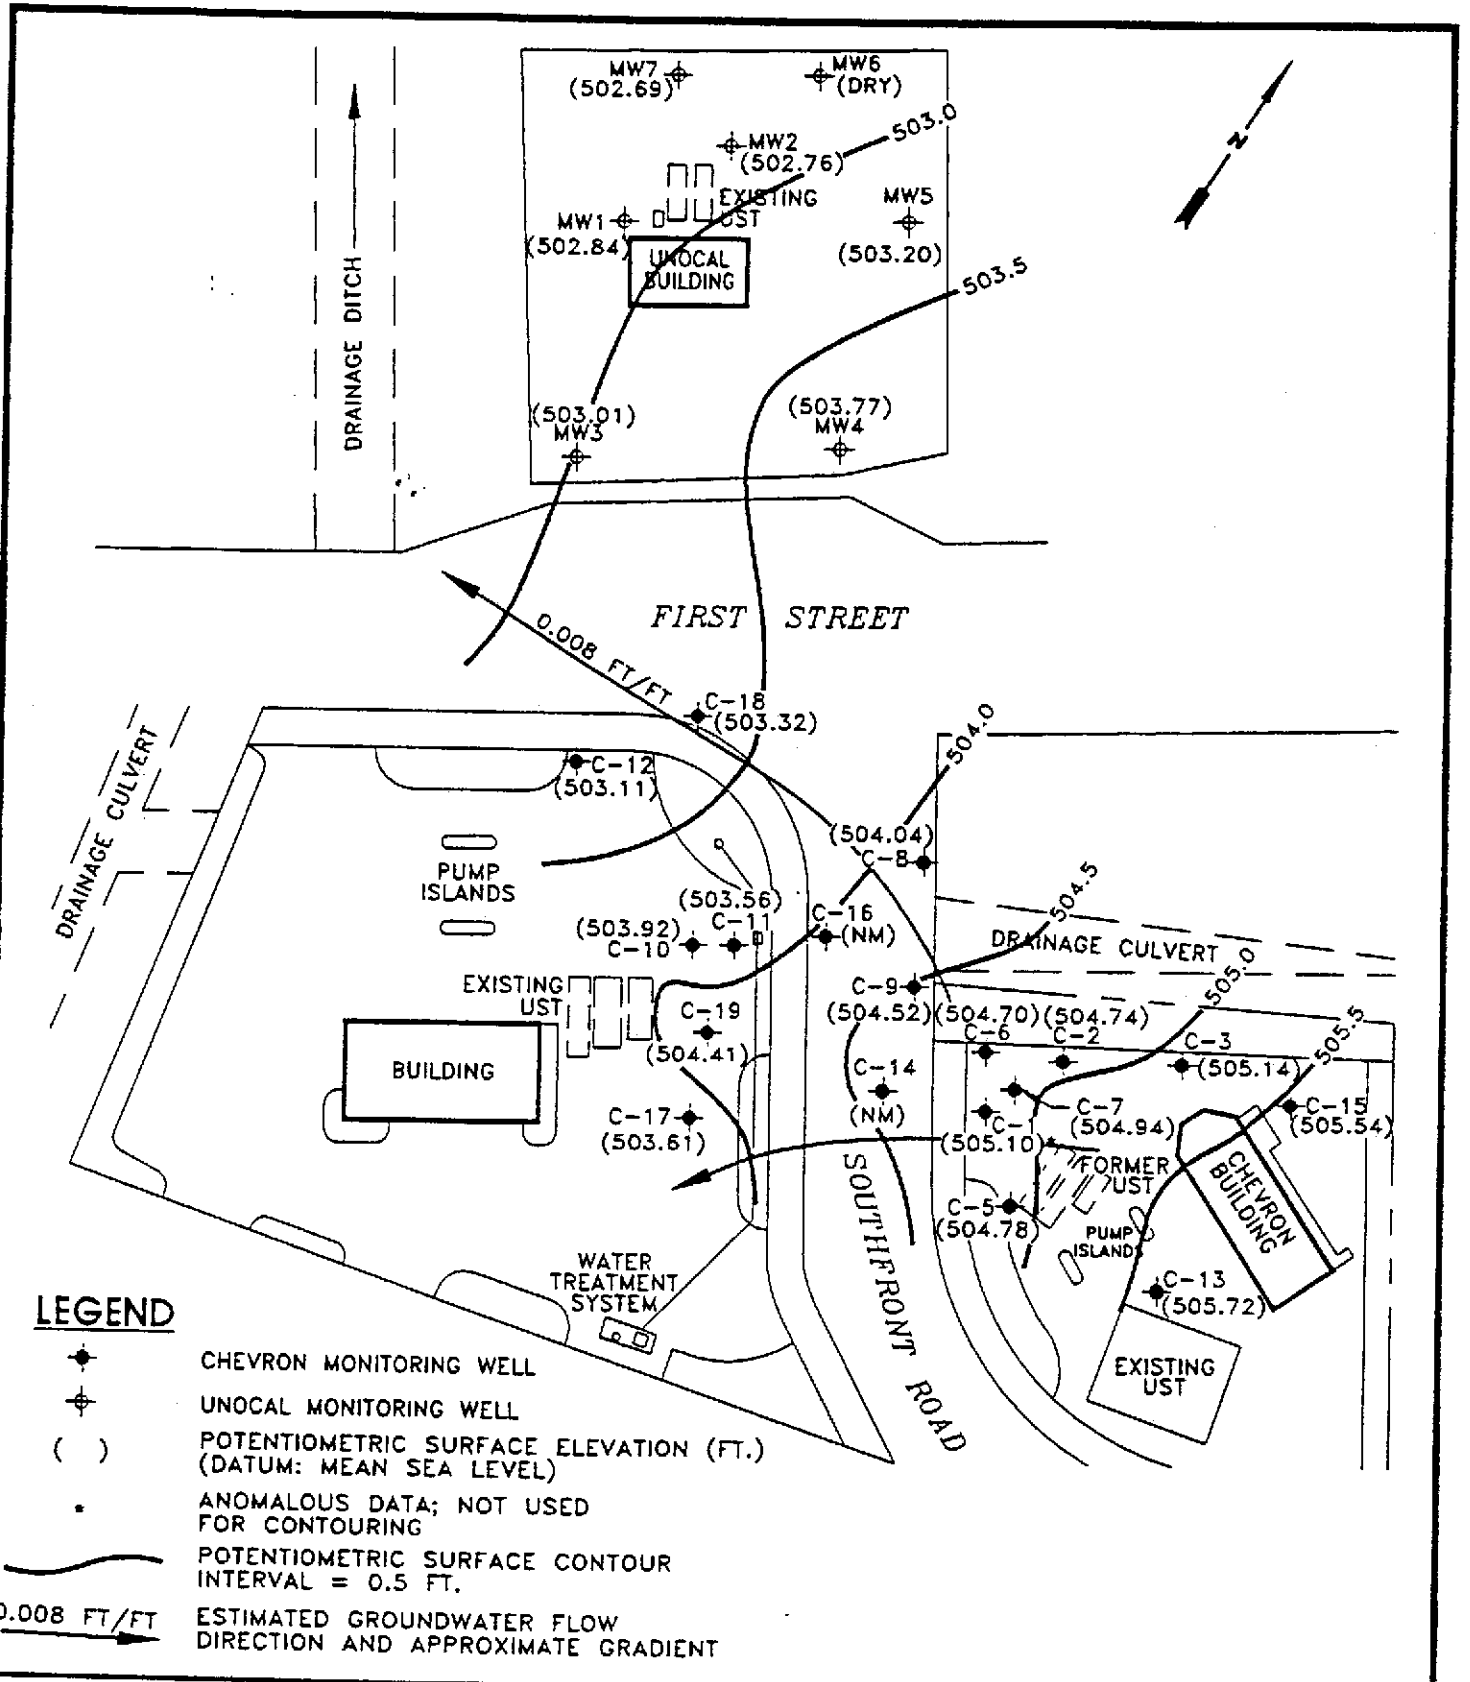 MW7
(502.69)
MW6
(DRY)
503.0
N
MW2
(502.76)
EXISTING
UST
MW1
(502.84)
MW5
(503.20)
UNOCAL
BUILDING
503.5
DRAINAGE DITCH
(503.01)
MW3
(503.77)
MW4
FIRST STREET
0.008 FT/FT
C-18
(503.32)
504.0
DRAINAGE CULVERT
C-12
(503.11)
(504.04)
C-8
PUMP
ISLANDS
504.5
(503.56)
C-11
C-16
(NM)
(503.92)
C-10
DRAINAGE CULVERT
505.0
EXISTING
UST
C-9
(504.52)
(504.70)
(504.74)
C-6
C-2
C-3
(505.14)
505.5
C-19
(504.41)
BUILDING
C-14
(NM)
C-17
(503.61)
C-1
(505.10)
*
C-7
(504.94)
C-15
(505.54)
FORMER
UST
CHEVRON
BUILDING
C-5
(504.78)
PUMP
ISLANDS
SOUTHFRONT ROAD
C-13
(505.72)
WATER
TREATMENT
SYSTEM
EXISTING
UST
LEGEND
CHEVRON MONITORING WELL
UNOCAL MONITORING WELL
( ) POTENTIOMETRIC SURFACE ELEVATION (FT.)
(DATUM: MEAN SEA LEVEL)
* ANOMALOUS DATA; NOT USED
FOR CONTOURING
POTENTIOMETRIC SURFACE CONTOUR
INTERVAL = 0.5 FT.
0.008 FT/FT ESTIMATED GROUNDWATER FLOW
DIRECTION AND APPROXIMATE GRADIENT